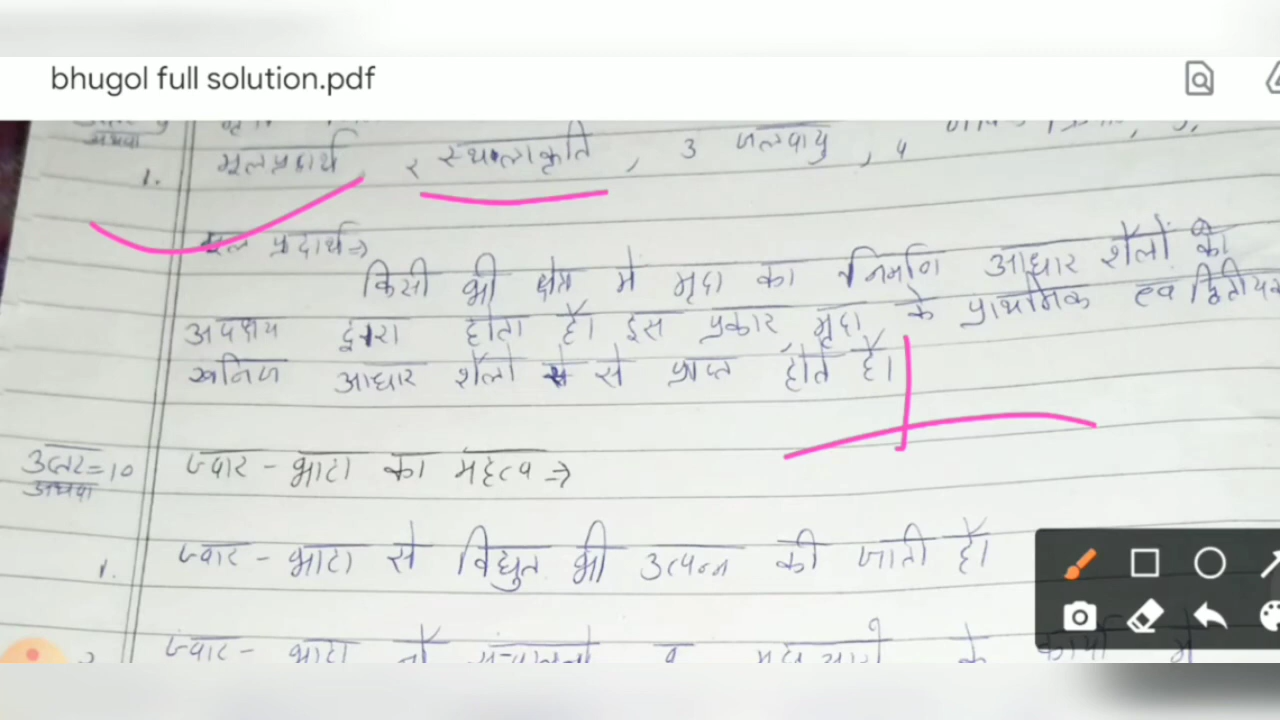 bhugol full solution.pdf
अथवा
1. मूलप्रदार्थ, 2 स्थलाकृति, 3 जलवायु, 4
मूल प्रदार्थ⇒
किसी भी क्षेत्र मे मृदा का निर्माण आधार शैलों के
अपक्षय द्वारा होता है। इस प्रकार मृदा के प्राथमिक एवं द्वितीयक
खनिज आधार शैलो से प्राप्त होते है।
उत्तर=10 ज्वार-भाटा का महत्व⇒
अथवा
1. ज्वार-भाटा से विधुत भी उत्पन्न की जाती है।
ज्वार- भाटा के कार्यो मे